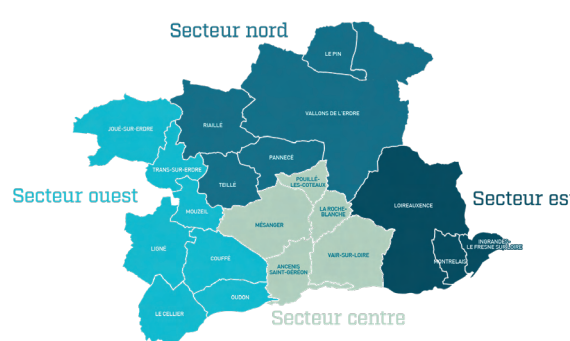 Secteur nord
LE PIN
VALLONS DE L'ERDRE
RIAILLÉ
JOUÉ-SUR-ERDRE
PANNECÉ
TRANS-SUR-ERDRE
POUILLÉ-
LES-COTEAUX
TEILLÉ
Secteur ouest
Secteur es
LOIREAUXENCE
MOUZEIL
LA ROCHE-
BLANCHE
MÉSANGER
INGRANDES-
LE FRESNE SUR LOIRE
LIGNÉ
COUFFÉ
VAIR-SUR-LOIRE
MONTRELAIS
ANCENIS
SAINT-GÉRÉON
OUDON
LE CELLIER
Secteur centre